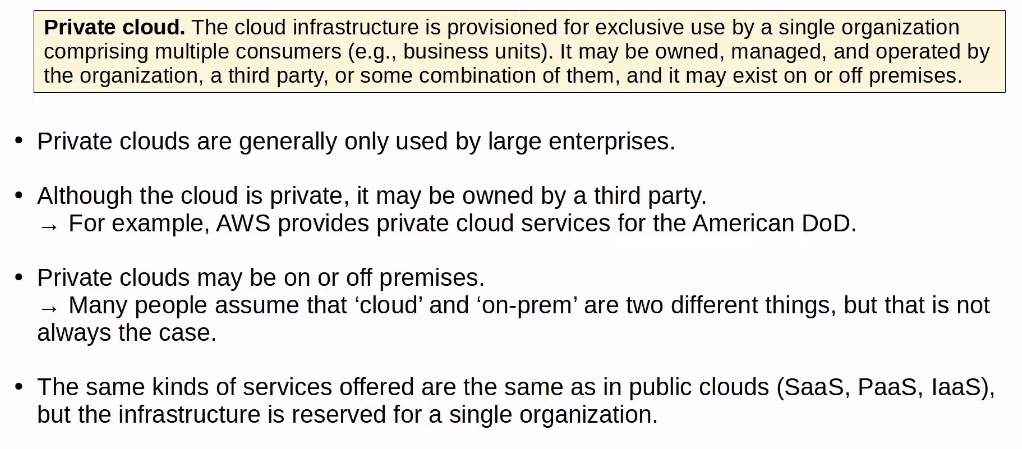 Private cloud. The cloud infrastructure is provisioned for exclusive use by a single organization
comprising multiple consumers (e.g., business units). It may be owned, managed, and operated by
the organization, a third party, or some combination of them, and it may exist on or off premises.
• Private clouds are generally only used by large enterprises.
• Although the cloud is private, it may be owned by a third party.
→ For example, AWS provides private cloud services for the American DoD.
• Private clouds may be on or off premises.
→ Many people assume that ‘cloud’ and ‘on-prem’ are two different things, but that is not
always the case.
• The same kinds of services offered are the same as in public clouds (SaaS, PaaS, IaaS),
but the infrastructure is reserved for a single organization.